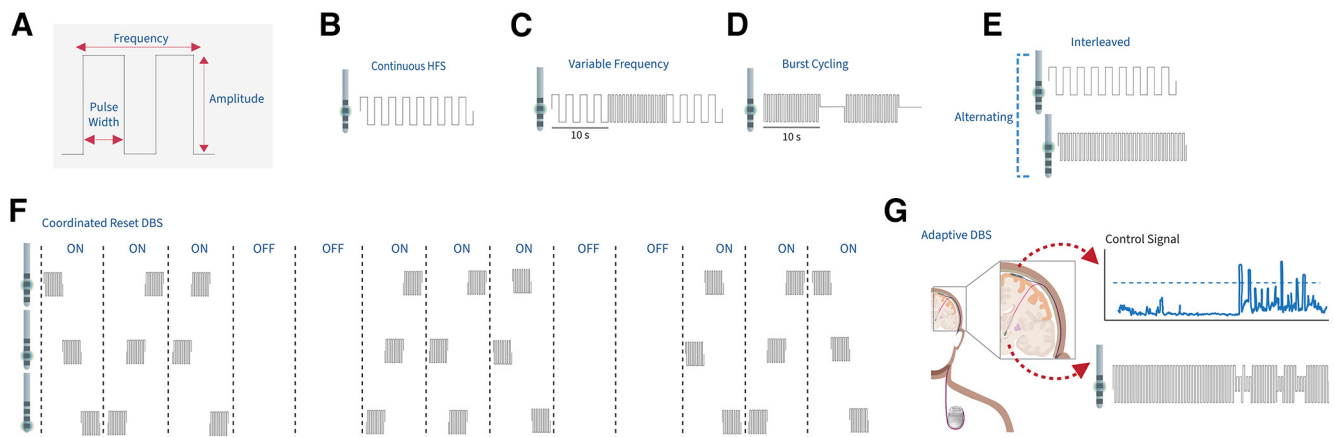 A
Frequency
Pulse
Width
Amplitude
B
Continuous HFS
C
Variable Frequency
10 s
D
Burst Cycling
10 s
E
Interleaved
Alternating
F
Coordinated Reset DBS
ON ON ON OFF OFF ON ON ON OFF OFF ON ON ON
G
Adaptive DBS
Control Signal